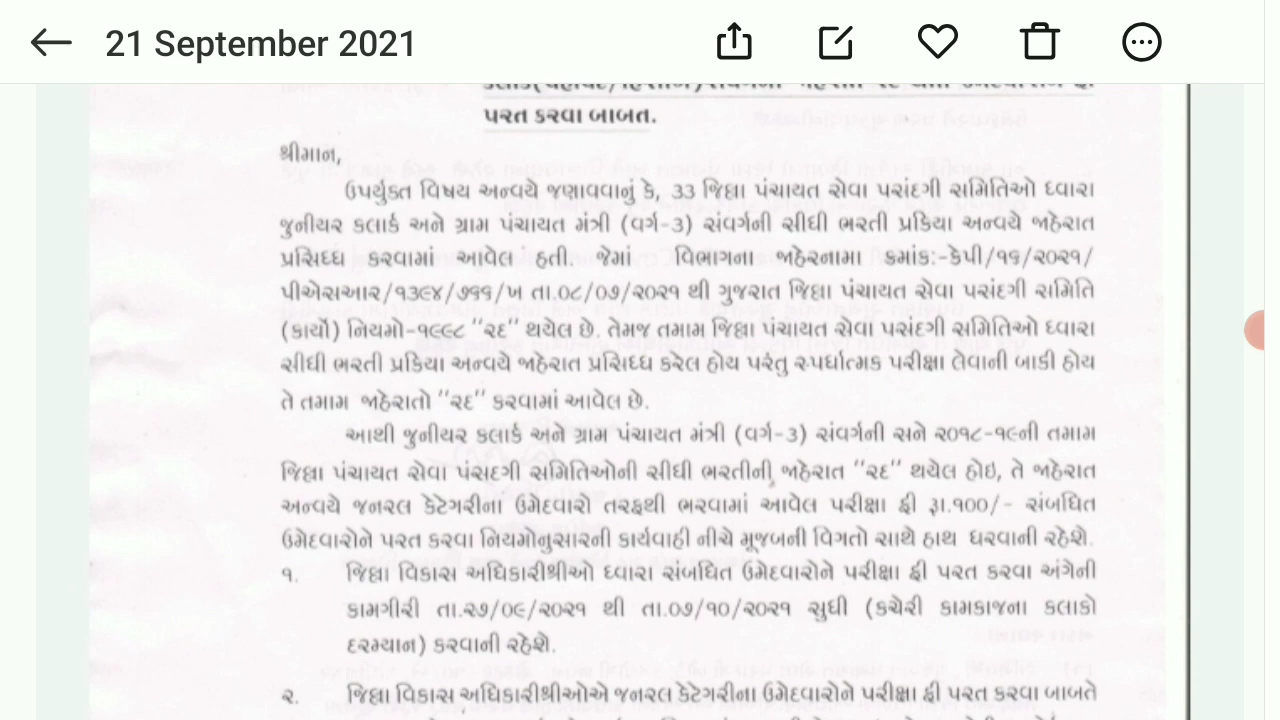 21 September 2021
પરત કરવા બાબત.
શ્રીમાન,
ઉપર્યુક્ત વિષય અન્વયે જણાવવાનું કે, 33 જિલ્લા પંચાયત સેવા પસંદગી સમિતિઓ દ્વારા
જુનીયર કલાર્ક અને ગ્રામ પંચાયત મંત્રી (વર્ગ-3) સંવર્ગની સીધી ભરતી પ્રકિયા અન્વયે જાહેરાત
પ્રસિધ્ધ કરવામાં આવેલ હતી. જેમાં વિભાગના જાહેરનામા કમાંક:-કેપી/૧૬/૨૦૨૧/
પીએસઆર/૧૩૯૪/૭૬૧/ખ તા.૦૮/૦૭/૨૦૨૧ થી ગુજરાત જિલ્લા પંચાયત સેવા પસંદગી સમિતિ
(કાર્યો) નિયમો-૧૯૯૮ "રદ" થયેલ છે. તેમજ તમામ જિલ્લા પંચાયત સેવા પસંદગી સમિતિઓ દ્વારા
સીધી ભરતી પ્રકિયા અન્વયે જાહેરાત પ્રસિધ્ધ કરેલ હોય પરંતુ સ્પર્ધાત્મક પરીક્ષા લેવાની બાકી હોય
તે તમામ જાહેરાતો "રદ" કરવામાં આવેલ છે.
આથી જુનીયર કલાર્ક અને ગ્રામ પંચાયત મંત્રી (વર્ગ-3) સંવર્ગની સને ૨૦૧૮-૧૯ની તમામ
જિલ્લા પંચાયત સેવા પંસદગી સમિતિઓની સીધી ભરતીની જાહેરાત "રદ" થયેલ હોઇ, તે જાહેરાત
અન્વયે જનરલ કેટેગરીના ઉમેદવારો તરફથી ભરવામાં આવેલ પરીક્ષા ફી રૂા.૧૦૦/- સંબધિત
ઉમેદવારોને પરત કરવા નિયમોનુસારની કાર્યવાહી નીચે મૂજબની વિગતો સાથે હાથ ધરવાની રહેશે.
૧. જિલ્લા વિકાસ અધિકારીશ્રીઓ દ્વારા સંબધિત ઉમેદવારોને પરીક્ષા ફી પરત કરવા અંગેની
કામગીરી તા.૨૭/૦૯/૨૦૨૧ થી તા.૦૭/૧૦/૨૦૨૧ સુધી (કચેરી કામકાજના કલાકો
દરમ્યાન) કરવાની રહેશે.
૨. જિલ્લા વિકાસ અધિકારીશ્રીઓએ જનરલ કેટેગરીના ઉમેદવારોને પરીક્ષા ફી પરત કરવા બાબતે